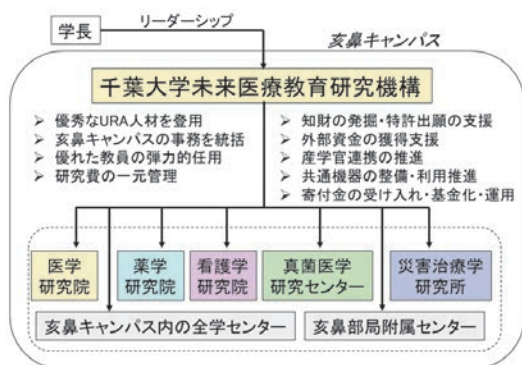 学長
リーダーシップ
亥鼻キャンパス
千葉大学未来医療教育研究機構
➢ 優秀なURA人材を登用
➢ 亥鼻キャンパスの事務を統括
➢ 優れた教員の弾力的任用
➢ 研究費の一元管理
➢ 知財の発掘・特許出願の支援
➢ 外部資金の獲得支援
➢ 産学官連携の推進
➢ 共通機器の整備・利用推進
➢ 寄付金の受け入れ・基金化・運用
医学
研究院
薬学
研究院
看護学
研究院
真菌医学
研究センター
災害治療学
研究所
亥鼻キャンパス内の全学センター
亥鼻部局附属センター